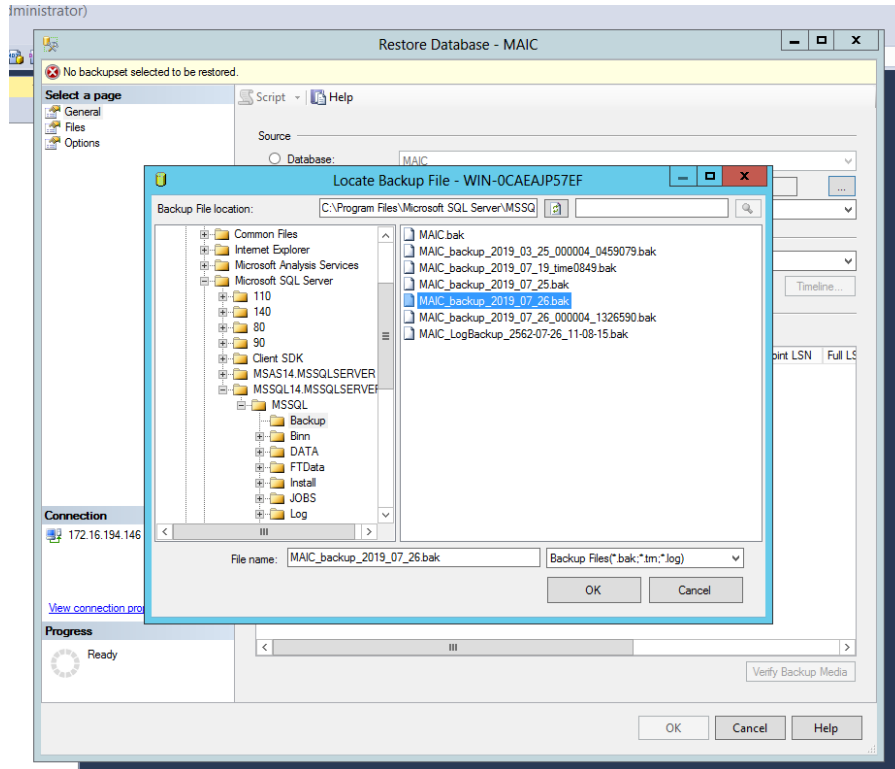 dministrator)
Restore Database - MAIC
No backupset selected to be restored.
Select a page
General
Files
Options
Script
Help
Source
Database:
MAIC
...
Timeline...
oint LSN
Full LS
Locate Backup File - WIN-0CAEAJP57EF
Backup File location:
C:\Program Files\Microsoft SQL Server\MSSQ
Common Files
Internet Explorer
Microsoft Analysis Services
Microsoft SQL Server
110
140
80
90
Client SDK
MSAS14.MSSQLSERVER
MSSQL14.MSSQLSERVER
MSSQL
Backup
Binn
DATA
FTData
Install
JOBS
Log
MAIC.bak
MAIC_backup_2019_03_25_000004_0459079.bak
MAIC_backup_2019_07_19_time0849.bak
MAIC_backup_2019_07_25.bak
MAIC_backup_2019_07_26.bak
MAIC_backup_2019_07_26_000004_1326590.bak
MAIC_LogBackup_2562-07-26_11-08-15.bak
File name:
MAIC_backup_2019_07_26.bak
Backup Files(*.bak;*.trn;*.log)
OK
Cancel
Connection
172.16.194.146
View connection prop
Progress
Ready
Verify Backup Media
OK
Cancel
Help